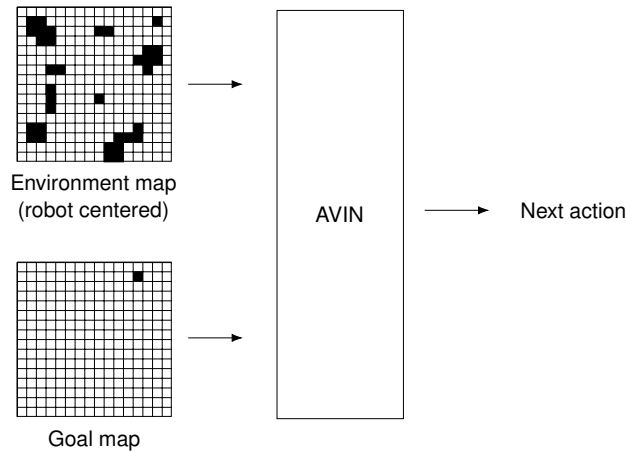 Environment map
(robot centered)
AVIN
Next action
Goal map